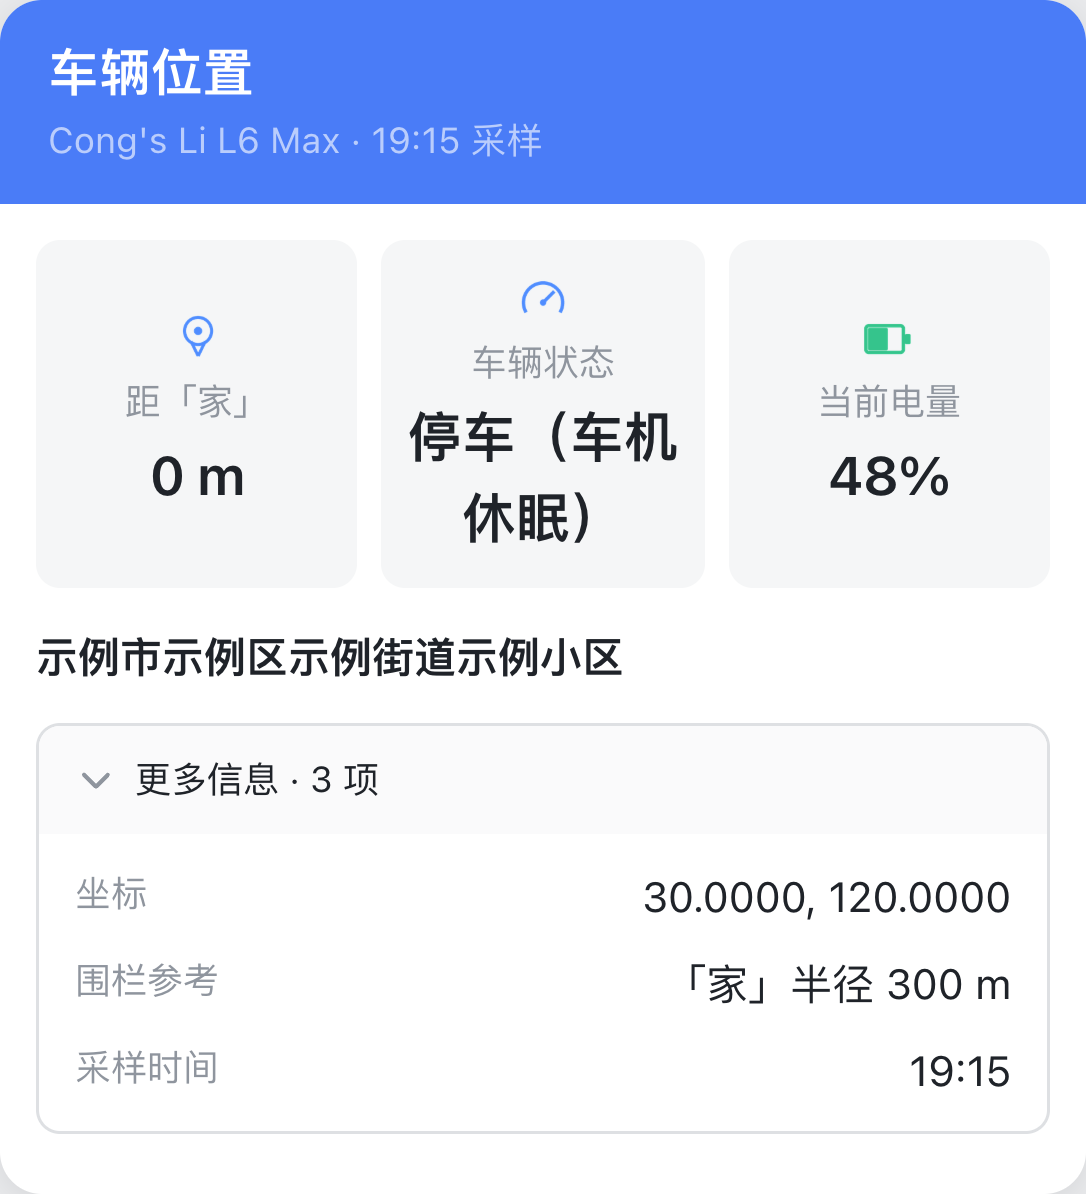 车辆位置
Cong's Li L6 Max · 19:15 采样
距「家」
0 m
车辆状态
停车（车机
休眠）
当前电量
48%
示例市示例区示例街道示例小区
更多信息 · 3 项
坐标
30.0000, 120.0000
围栏参考
「家」半径 300 m
采样时间
19:15